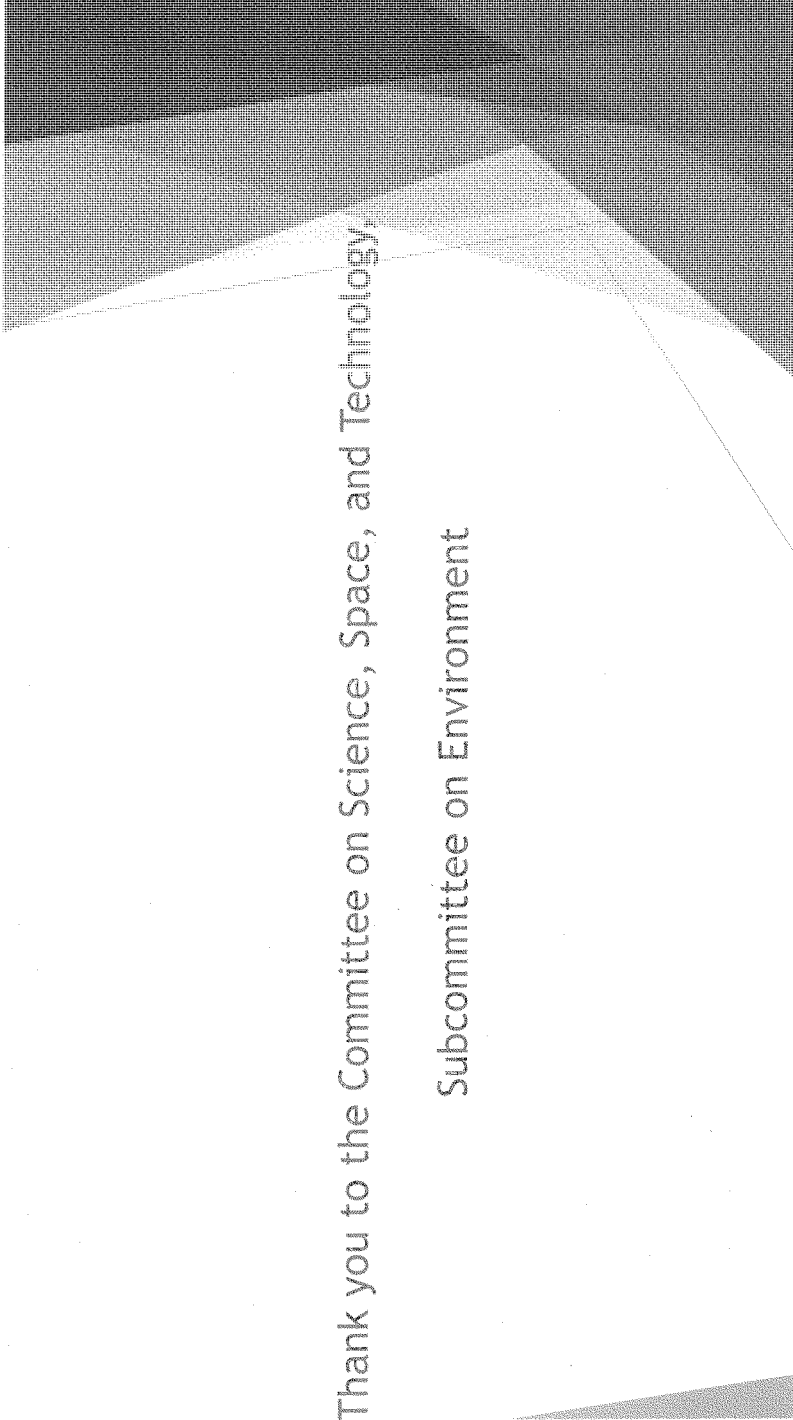 Thank you to the Committee on Science, Space, and Technology,
Subcommittee on Environment